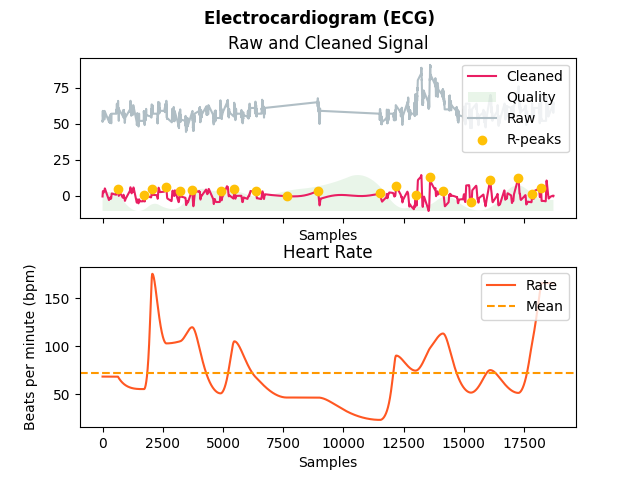 Electrocardiogram (ECG)
Raw and Cleaned Signal
75
50
25
0
Cleaned
Quality
Raw
R-peaks
Samples
Heart Rate
Beats per minute (bpm)
150
100
50
Rate
Mean
0 2500 5000 7500 10000 12500 15000 17500
Samples